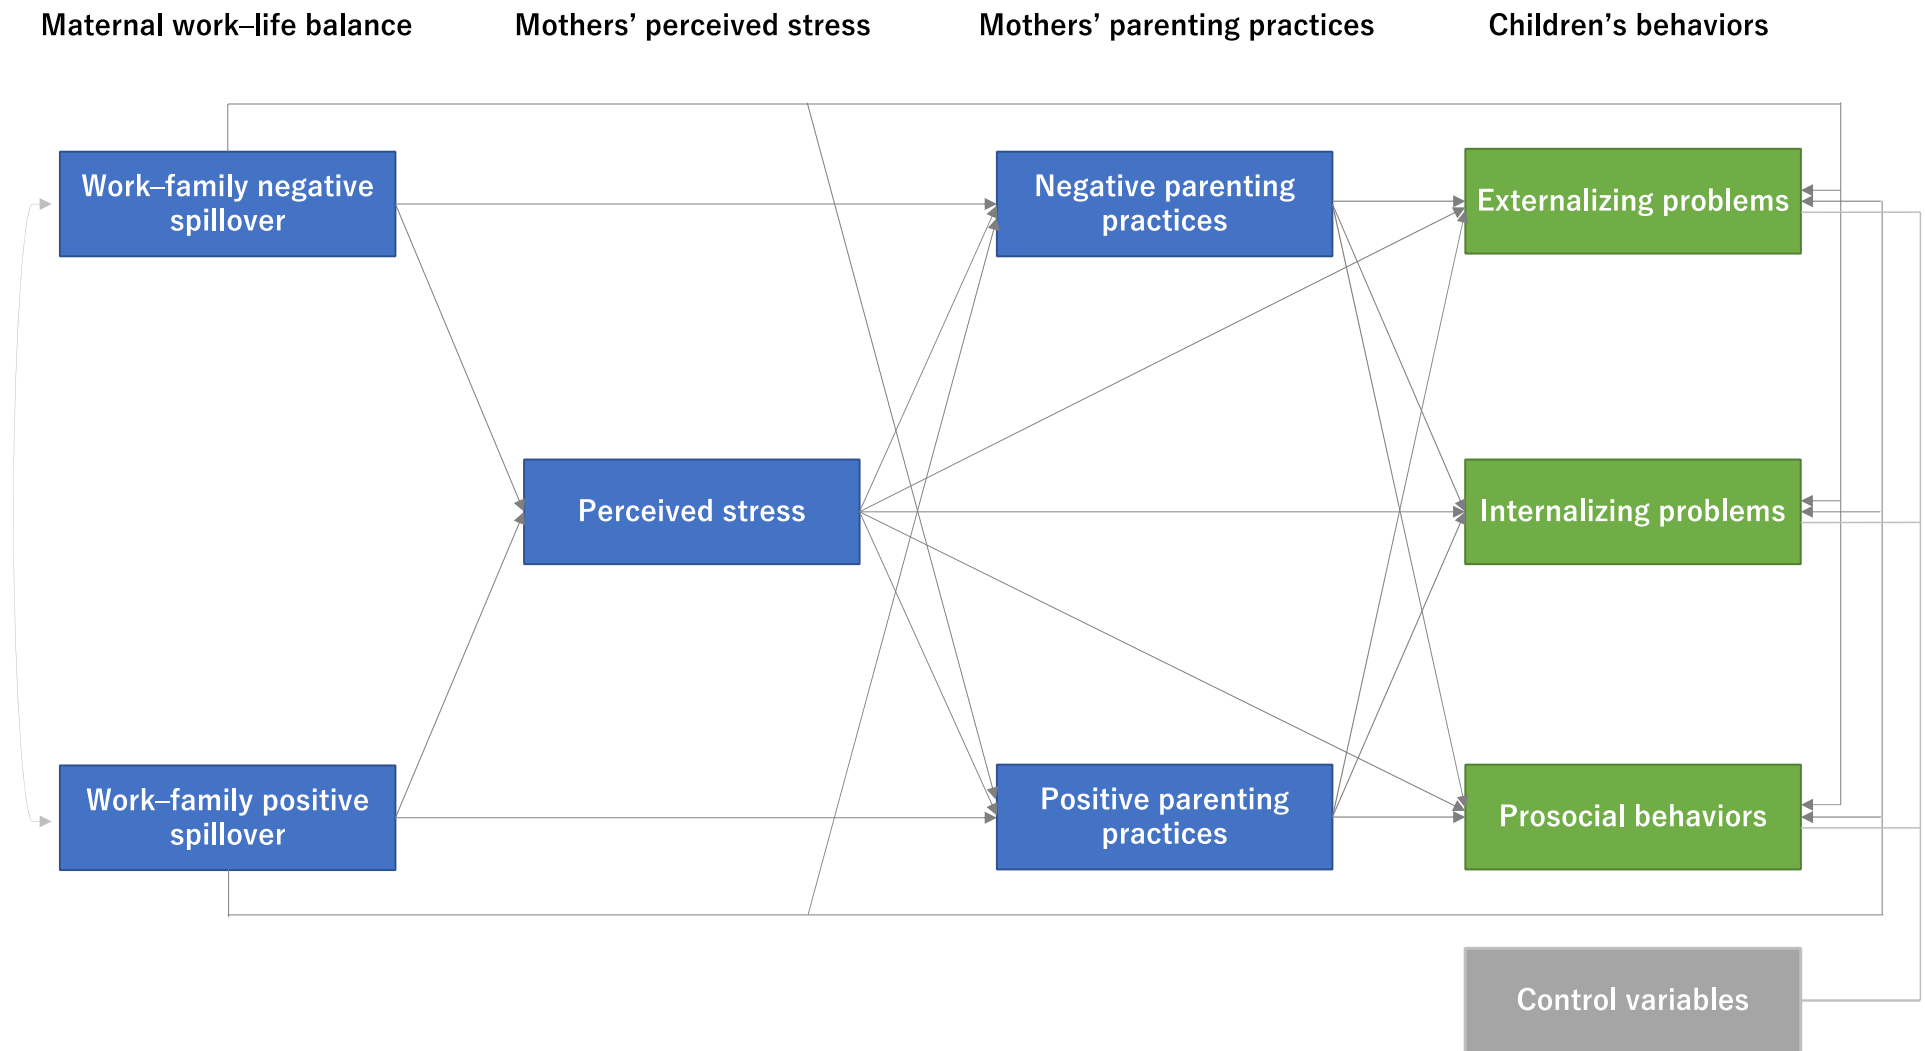 Maternal work–life balance
Mothers’ perceived stress
Mothers’ parenting practices
Children’s behaviors
Work–family negative
spillover
Negative parenting
practices
Externalizing problems
Perceived stress
Internalizing problems
Work–family positive
spillover
Positive parenting
practices
Prosocial behaviors
Control variables